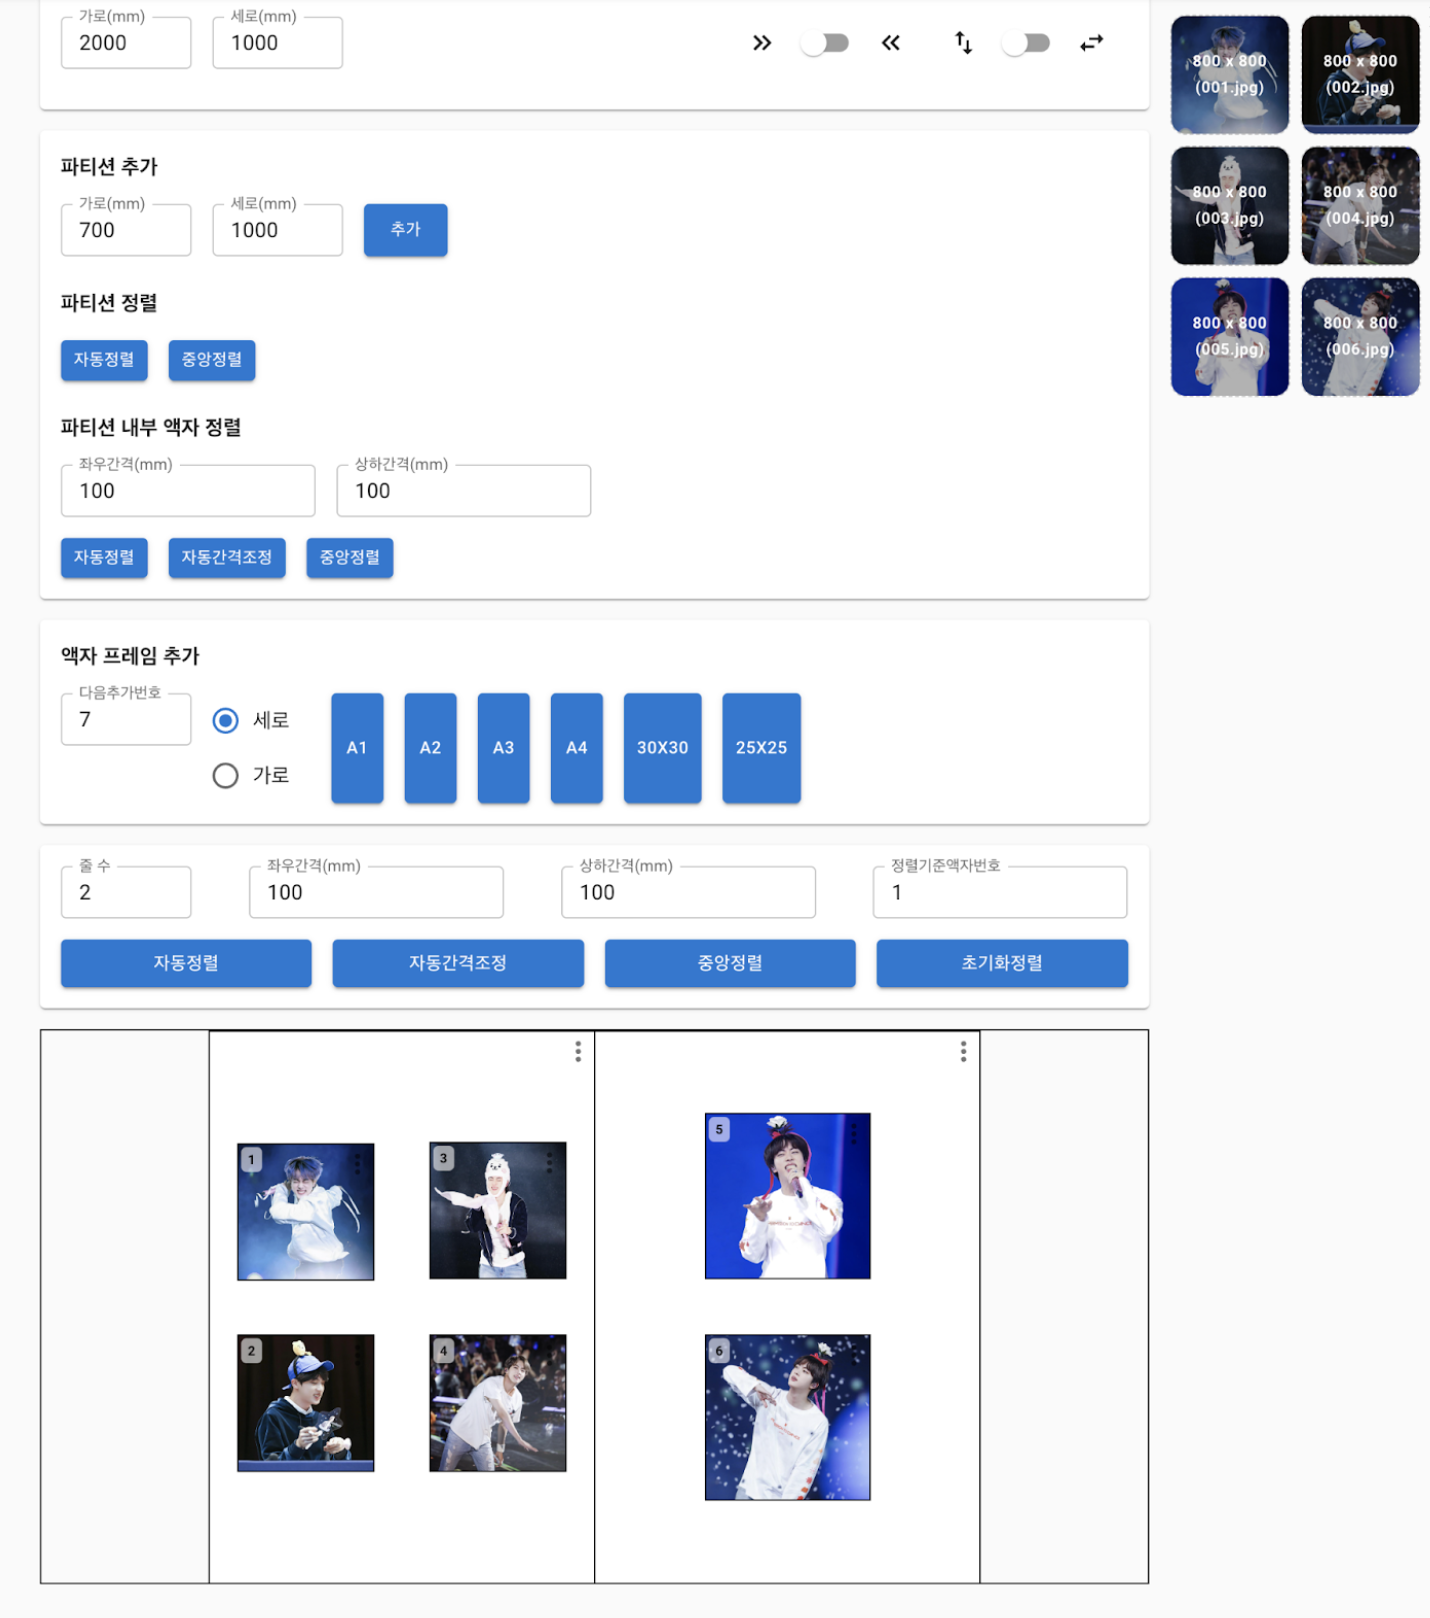 가로(mm) 세로(mm)
2000 1000
파티션 추가
가로(mm) 세로(mm)
700 1000 추가
파티션 정렬
자동정렬 중앙정렬
파티션 내부 액자 정렬
좌우간격(mm) 상하간격(mm)
100 100
자동정렬 자동간격조정 중앙정렬
액자 프레임 추가
다음추가번호
7
세로
가로
A1 A2 A3 A4 30X30 25X25
줄 수 좌우간격(mm) 상하간격(mm) 정렬기준액자번호
2 100 100 1
자동정렬 자동간격조정 중앙정렬 초기화정렬
1 3 5
2 4 6
800 x 800
(001.jpg)
800 x 800
(002.jpg)
800 x 800
(003.jpg)
800 x 800
(004.jpg)
800 x 800
(005.jpg)
800 x 800
(006.jpg)